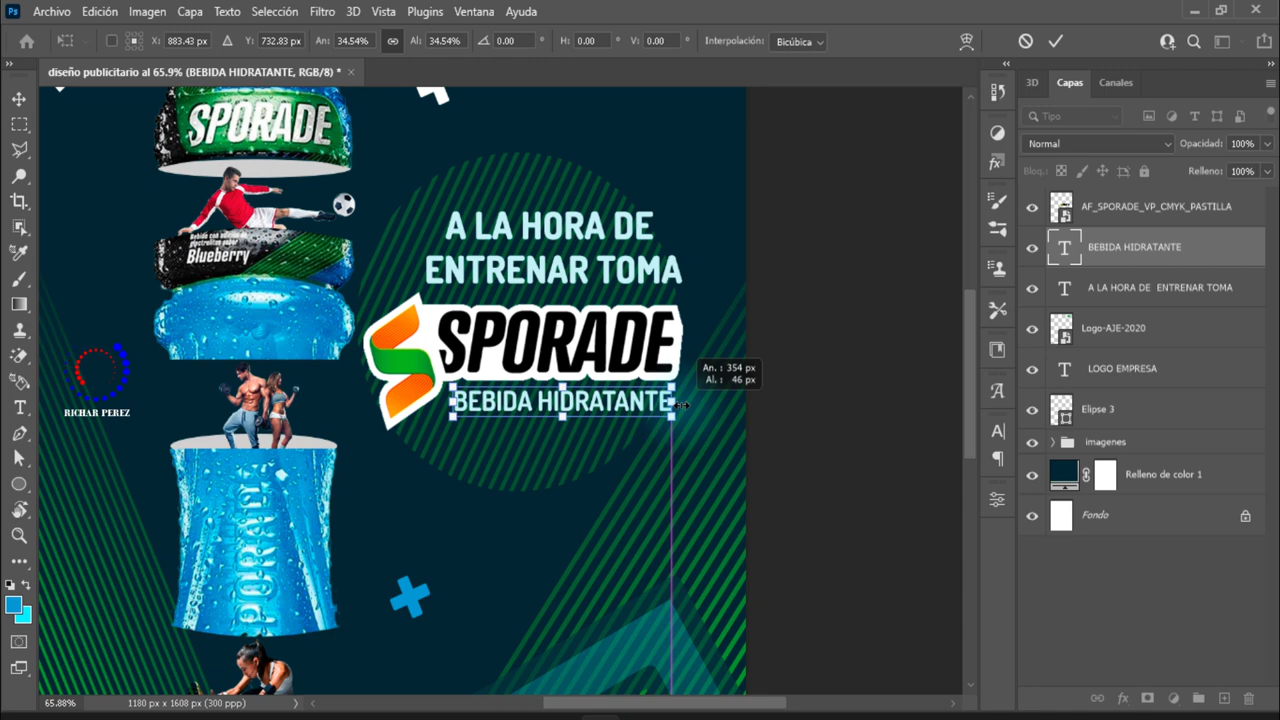 Ps Archivo Edición Imagen Capa Texto Selección Filtro 3D Vista Plugins Ventana Ayuda
X: 883.43 px Y: 732.83 px An: 34.54% Al: 34.54% 0.00 ° H: 0.00 ° V: 0.00 ° Interpolación: Bicúbica
diseño publicitario al 65.9% (BEBIDA HIDRATANTE, RGB/8) * ×
3D Capas Canales
Tipo
Normal Opacidad: 100%
Bloq.: Relleno: 100%
AF_SPORADE_VP_CMYK_PASTILLA
BEBIDA HIDRATANTE
A LA HORA DE ENTRENAR TOMA
Logo-AJE-2020
LOGO EMPRESA
Elipse 3
imagenes
Relleno de color 1
Fondo
SPORADE
Bebida con adición de
electrolitos sabor
Blueberry
A LA HORA DE
ENTRENAR TOMA
SPORADE
BEBIDA HIDRATANTE
An. : 354 px
Al. : 46 px
RICHAR PEREZ
65.88% 1180 px x 1608 px (300 ppp)